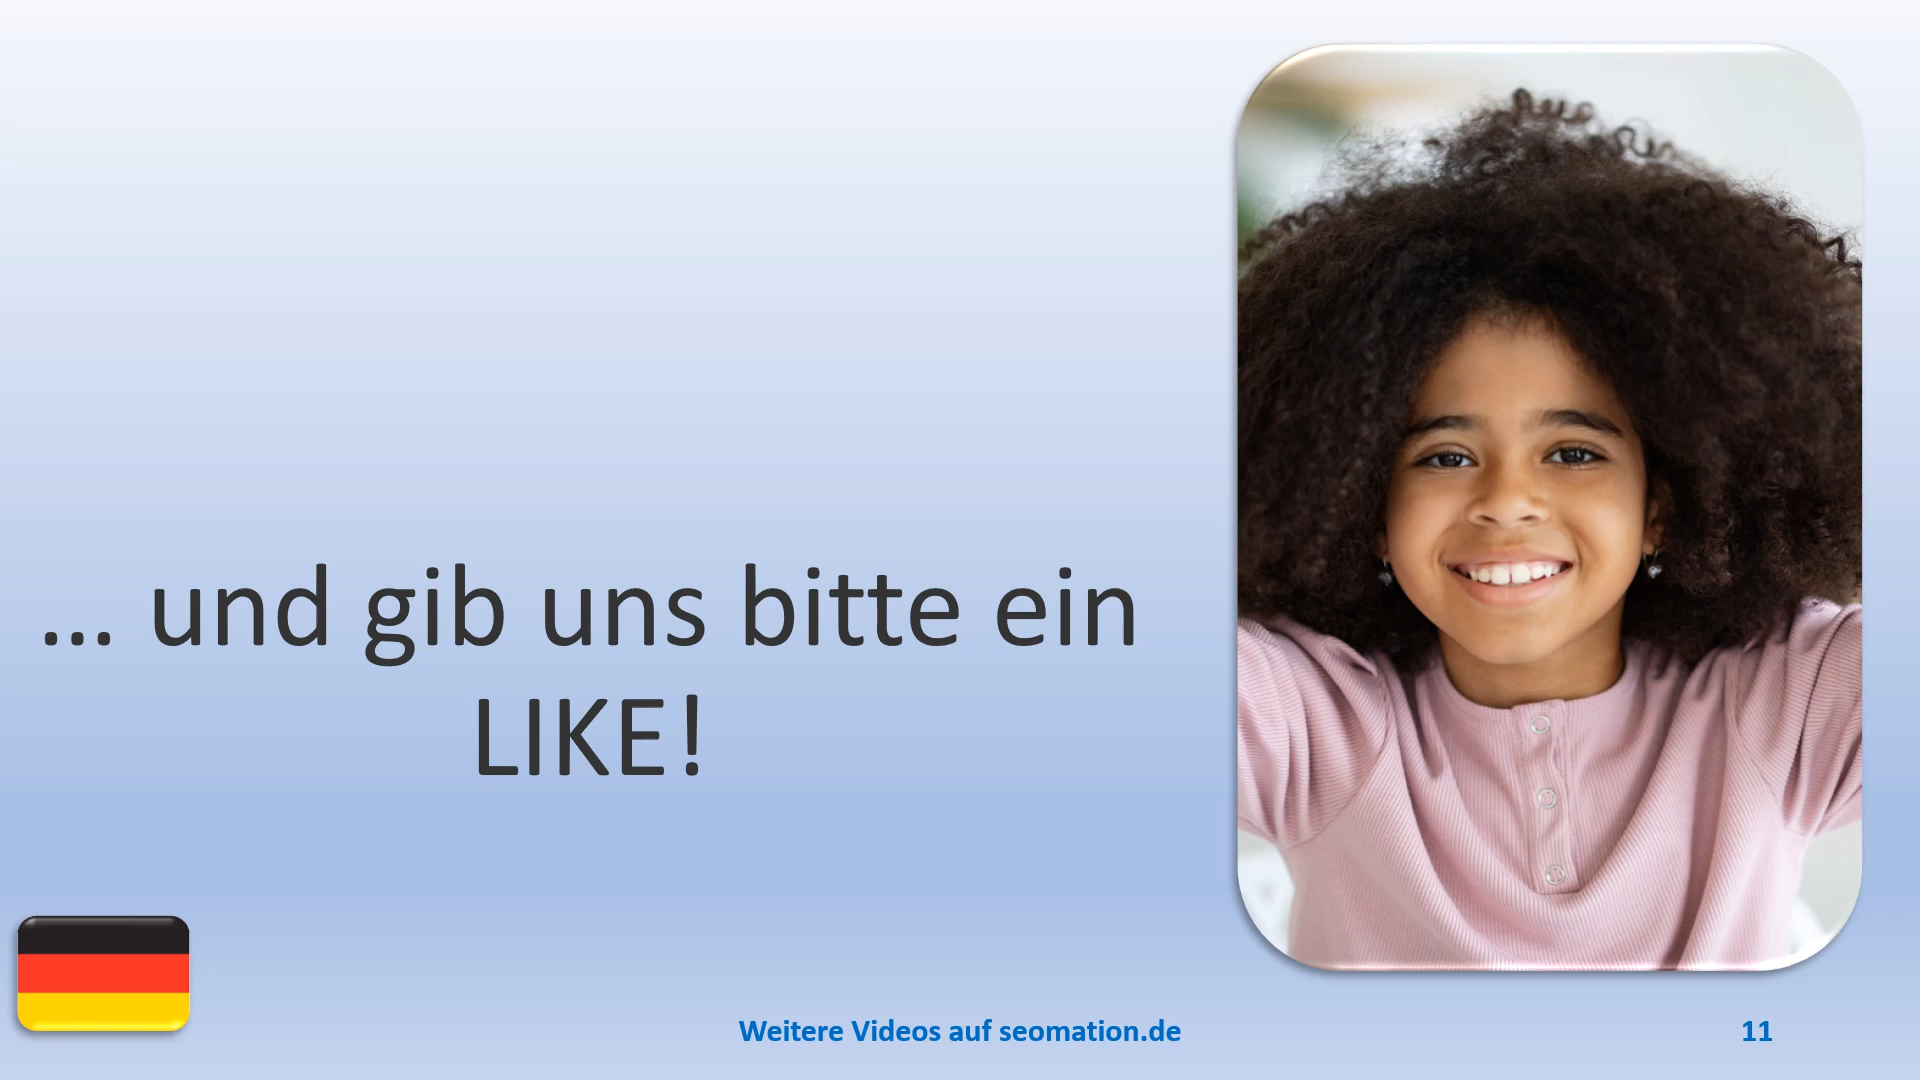 ... und gib uns bitte ein
LIKE!
Weitere Videos auf seomation.de
11